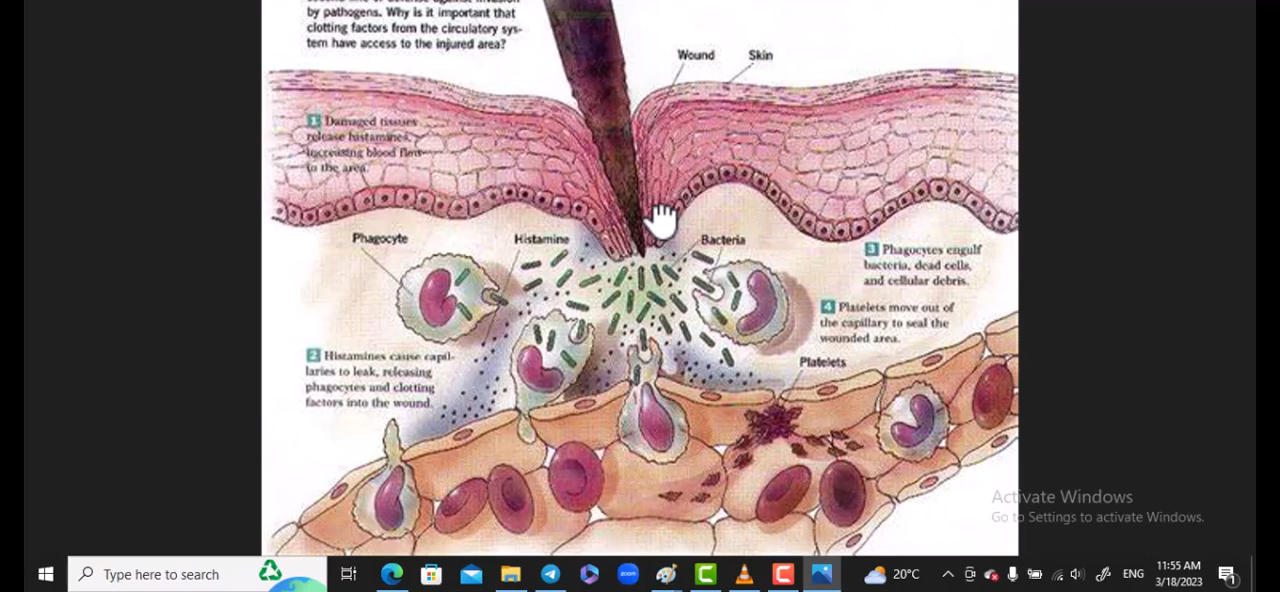 by pathogens. Why is it important that
clotting factors from the circulatory sys-
tem have access to the injured area?
Wound
Skin
1 Damaged tissues
release histamines,
increasing blood flow
to the area.
Phagocyte
Histamine
Bacteria
3 Phagocytes engulf
bacteria, dead cells,
and cellular debris.
4 Platelets move out of
the capillary to seal the
wounded area.
2 Histamines cause capil-
laries to leak, releasing
phagocytes and clotting
factors into the wound.
Platelets
Activate Windows
Go to Settings to activate Windows.
Type here to search
zoom
20°C
ENG
11:55 AM
3/18/2023
1